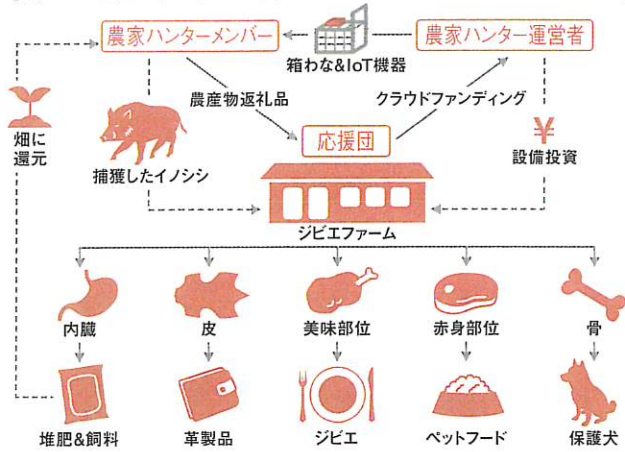 農家ハンターメンバー
農家ハンター運営者
箱わな&IoT機器
農産物返礼品
クラウドファンディング
畑に
還元
応援団
¥
設備投資
捕獲したイノシシ
ジビエファーム
内臓
皮
美味部位
赤身部位
骨
堆肥&飼料
革製品
ジビエ
ペットフード
保護犬